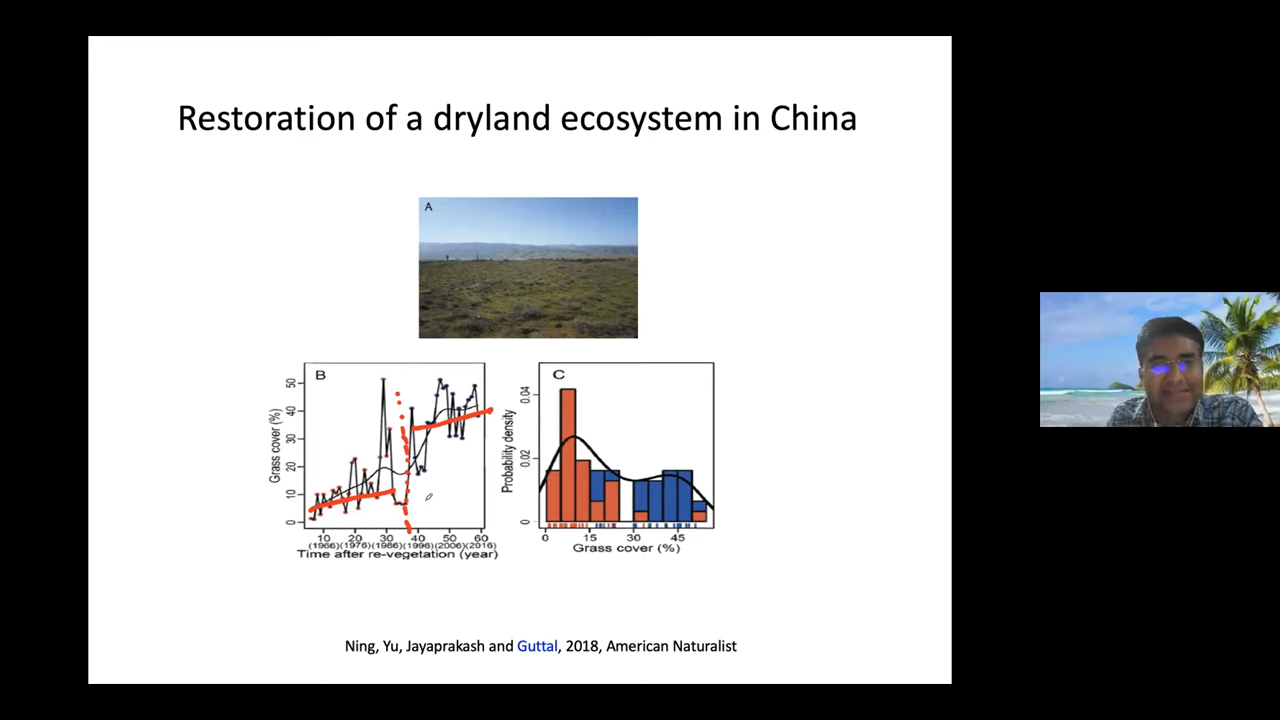 Restoration of a dryland ecosystem in China
A
B
50
40
30
20
10
0
Grass cover (%)
10 20 30 40 50 60
(1966)(1976)(1986)(1996)(2006)(2016)
Time after re-vegetation (year)
C
0.04
0.02
0
Probability density
0 15 30 45
Grass cover (%)
Ning, Yu, Jayaprakash and Guttal, 2018, American Naturalist